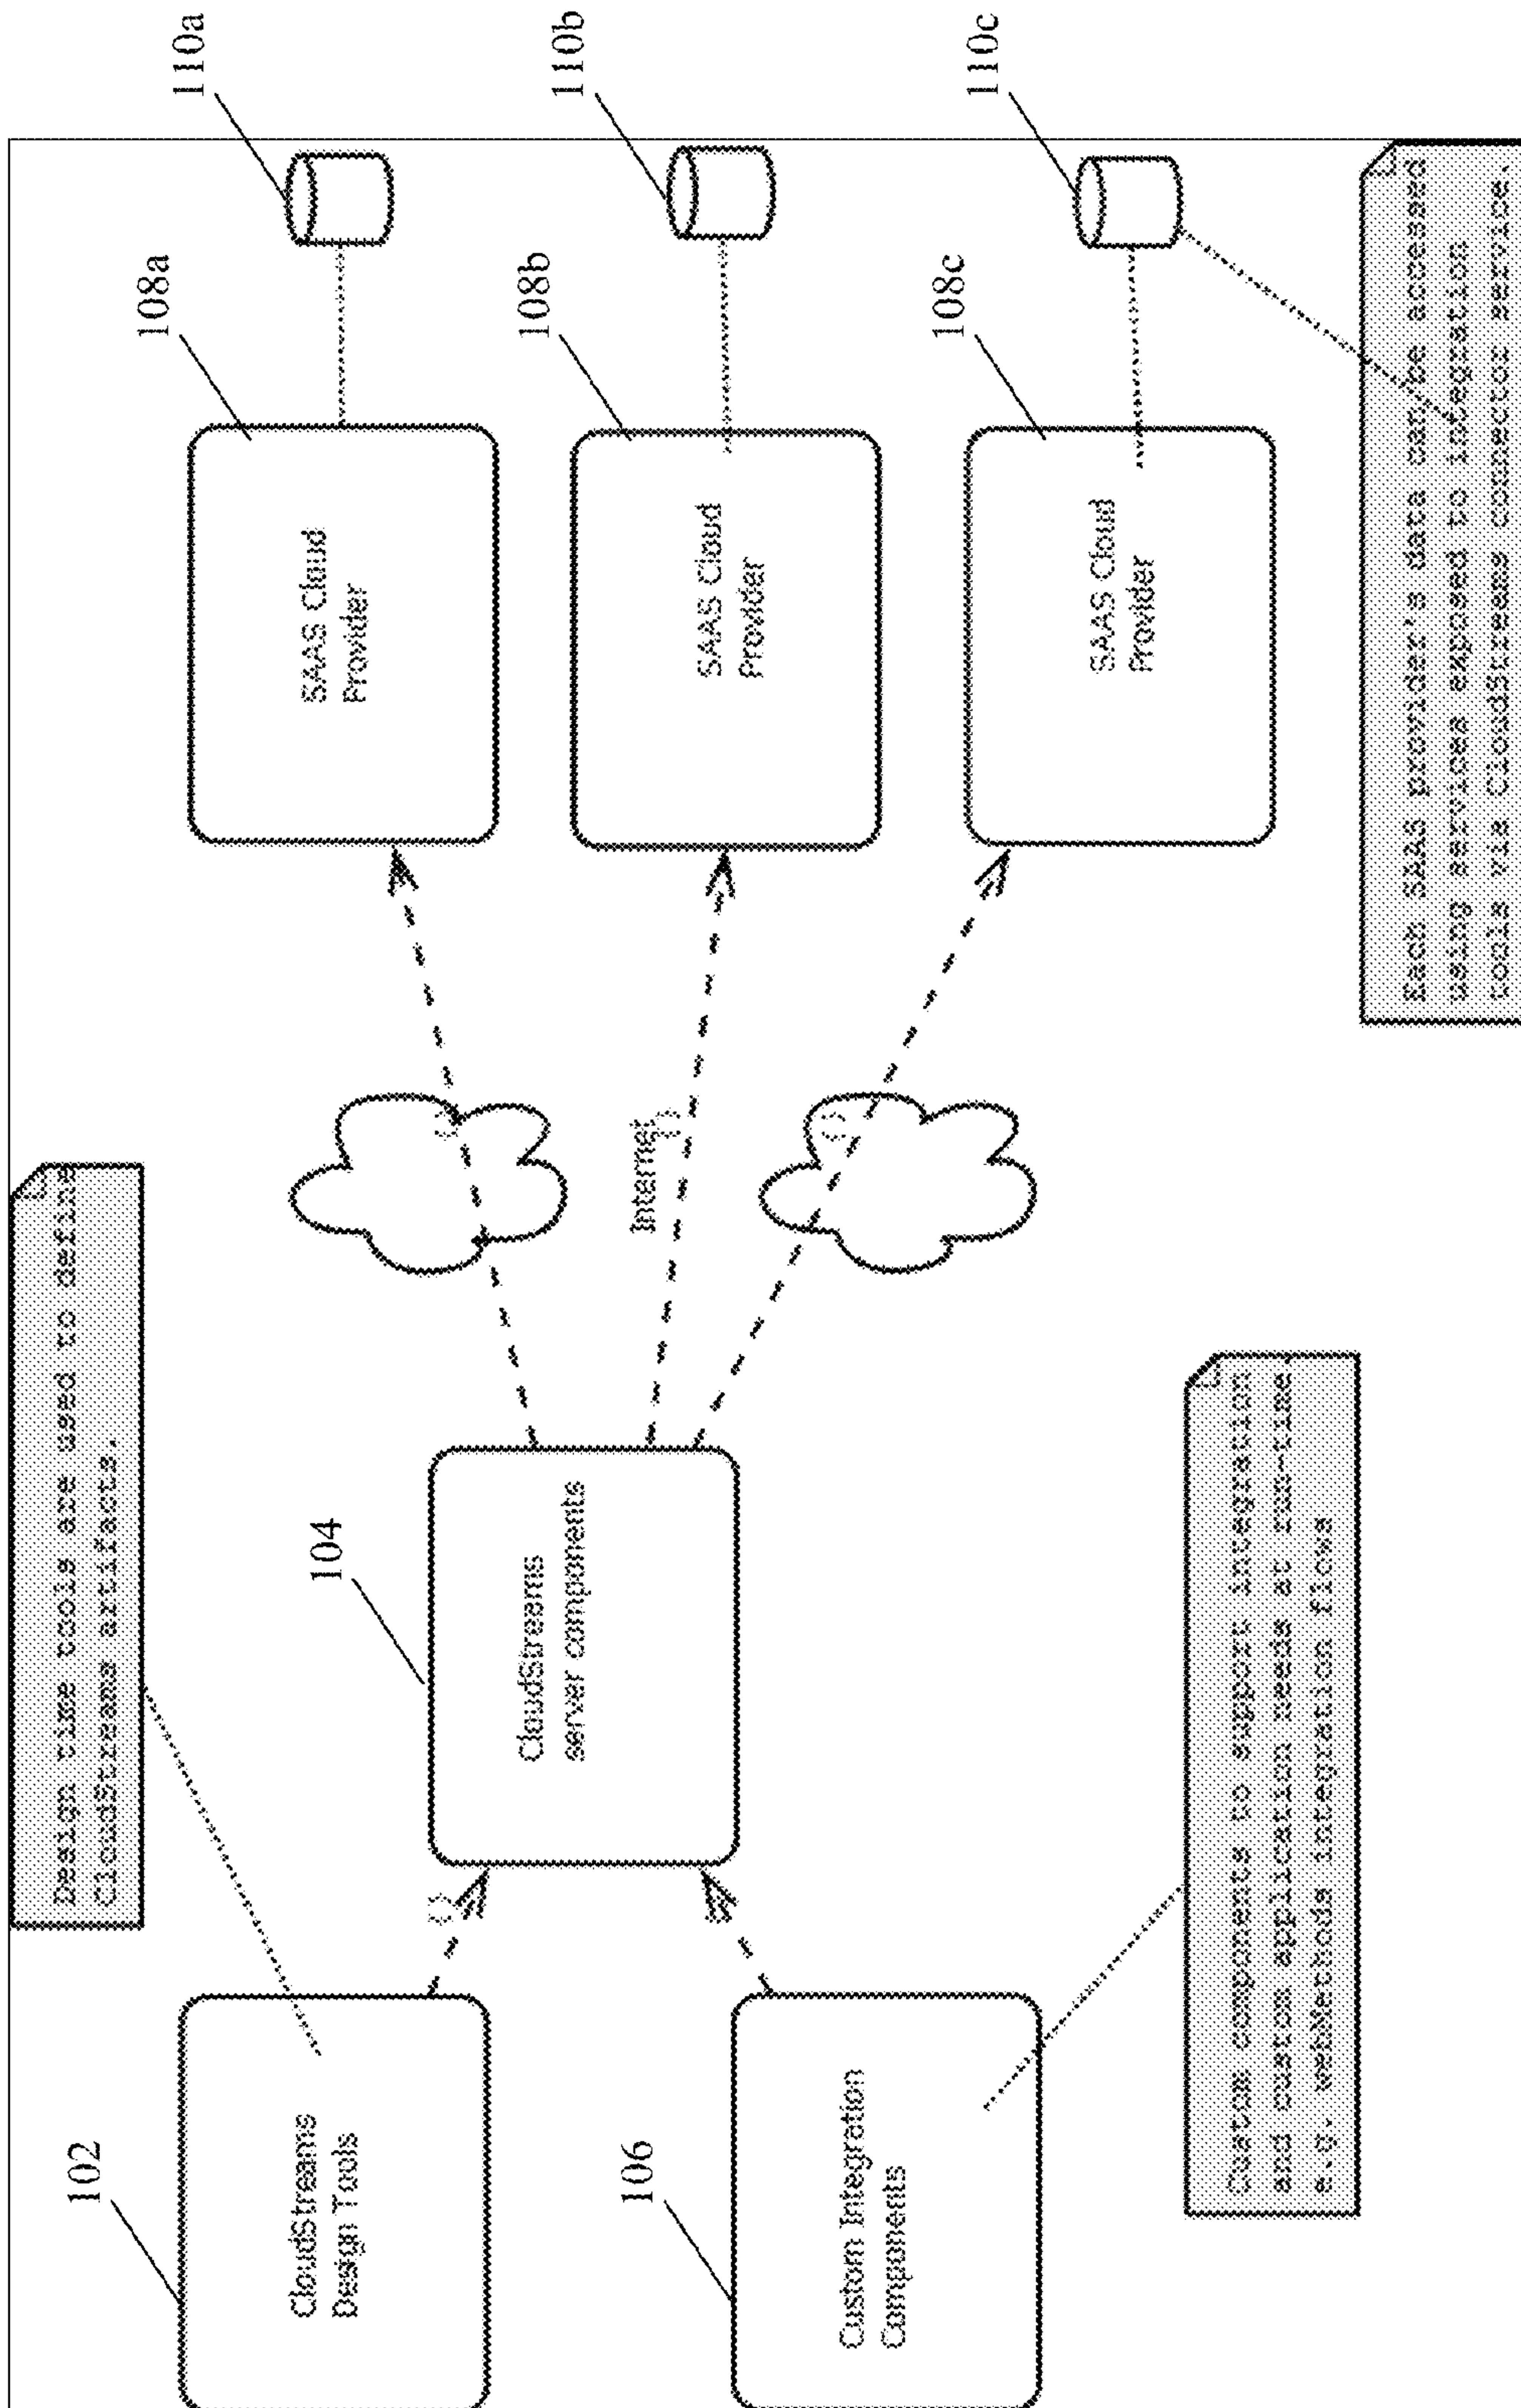 Design time tools are used to define
CloudStreams artifacts.
102
CloudStreams
Design Tools
104
CloudStreams
server components
106
Custom Integration
Components
Custom components to support integration
and custom application needs at run-time,
e.g. webMethods integration flows
Internet
{}
{}
{}
{}
108a
SAAS Cloud
Provider
110a
108b
SAAS Cloud
Provider
110b
108c
SAAS Cloud
Provider
110c
Each SAAS provider's data can be accessed
using services exposed to integration
tools via CloudStreams connector service.